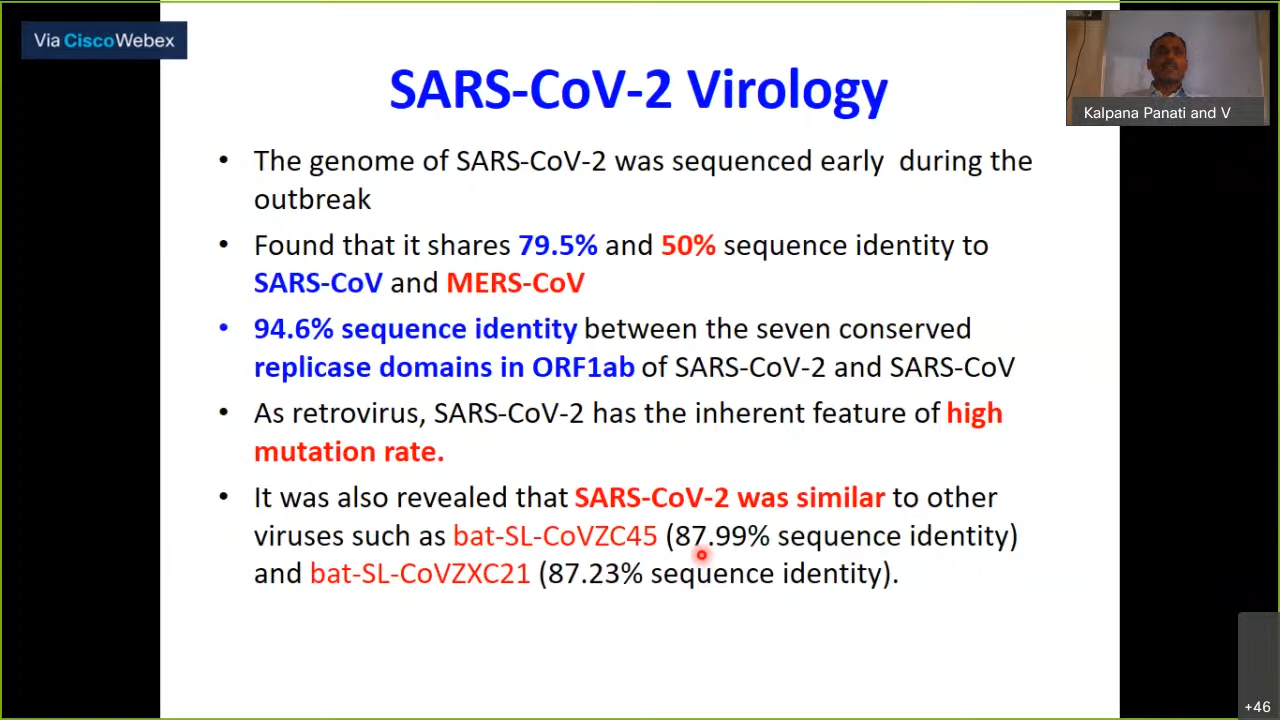 Via CiscoWebex
Kalpana Panati and V
SARS-CoV-2 Virology
• The genome of SARS-CoV-2 was sequenced early  during the
outbreak
• Found that it shares 79.5% and 50% sequence identity to
SARS-CoV and MERS-CoV
• 94.6% sequence identity between the seven conserved
replicase domains in ORF1ab of SARS-CoV-2 and SARS-CoV
• As retrovirus, SARS-CoV-2 has the inherent feature of high
mutation rate.
• It was also revealed that SARS-CoV-2 was similar to other
viruses such as bat-SL-CoVZC45 (87.99% sequence identity)
and bat-SL-CoVZXC21 (87.23% sequence identity).
+46